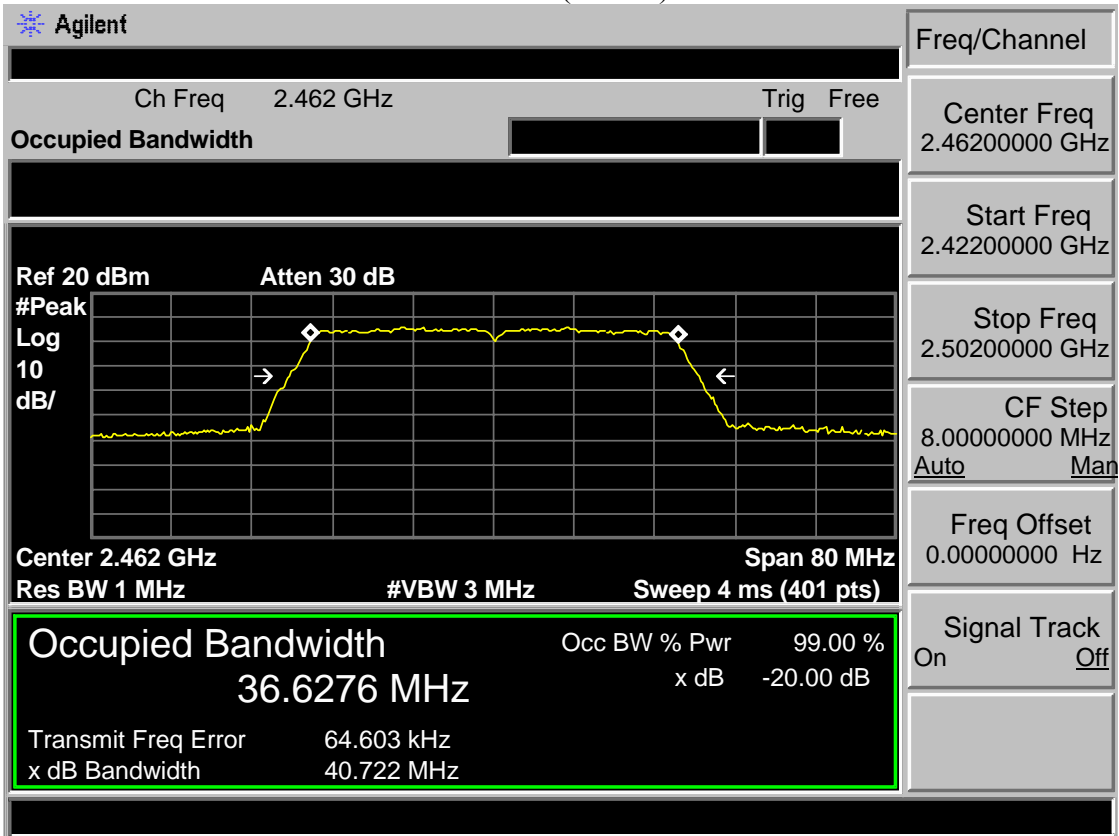 Agilent
Freq/Channel
Ch Freq 2.462 GHz Trig Free
Occupied Bandwidth
Center Freq
2.46200000 GHz
Start Freq
2.42200000 GHz
Ref 20 dBm Atten 30 dB
#Peak
Log
10
dB/
Stop Freq
2.50200000 GHz
CF Step
8.00000000 MHz
Auto Man
Freq Offset
0.00000000 Hz
Center 2.462 GHz Span 80 MHz
Res BW 1 MHz #VBW 3 MHz Sweep 4 ms (401 pts)
Signal Track
On Off
Occupied Bandwidth Occ BW % Pwr 99.00 %
36.6276 MHz x dB -20.00 dB
Transmit Freq Error 64.603 kHz
x dB Bandwidth 40.722 MHz